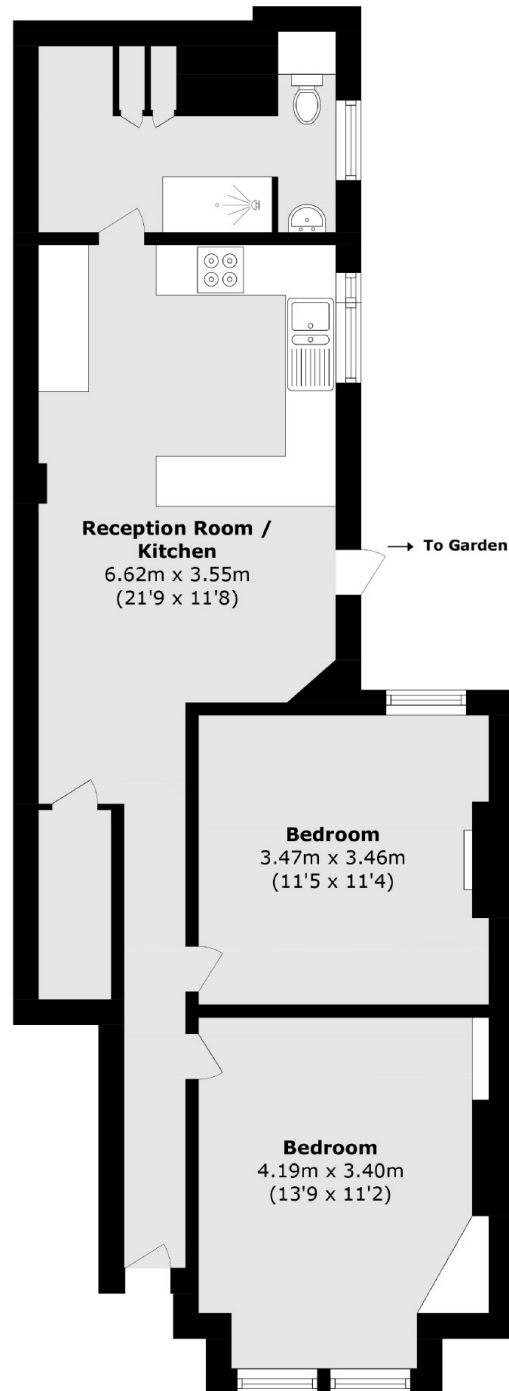 Reception Room /
Kitchen
6.62m x 3.55m
(21'9 x 11'8)
→ To Garden
Bedroom
3.47m x 3.46m
(11'5 x 11'4)
Bedroom
4.19m x 3.40m
(13'9 x 11'2)